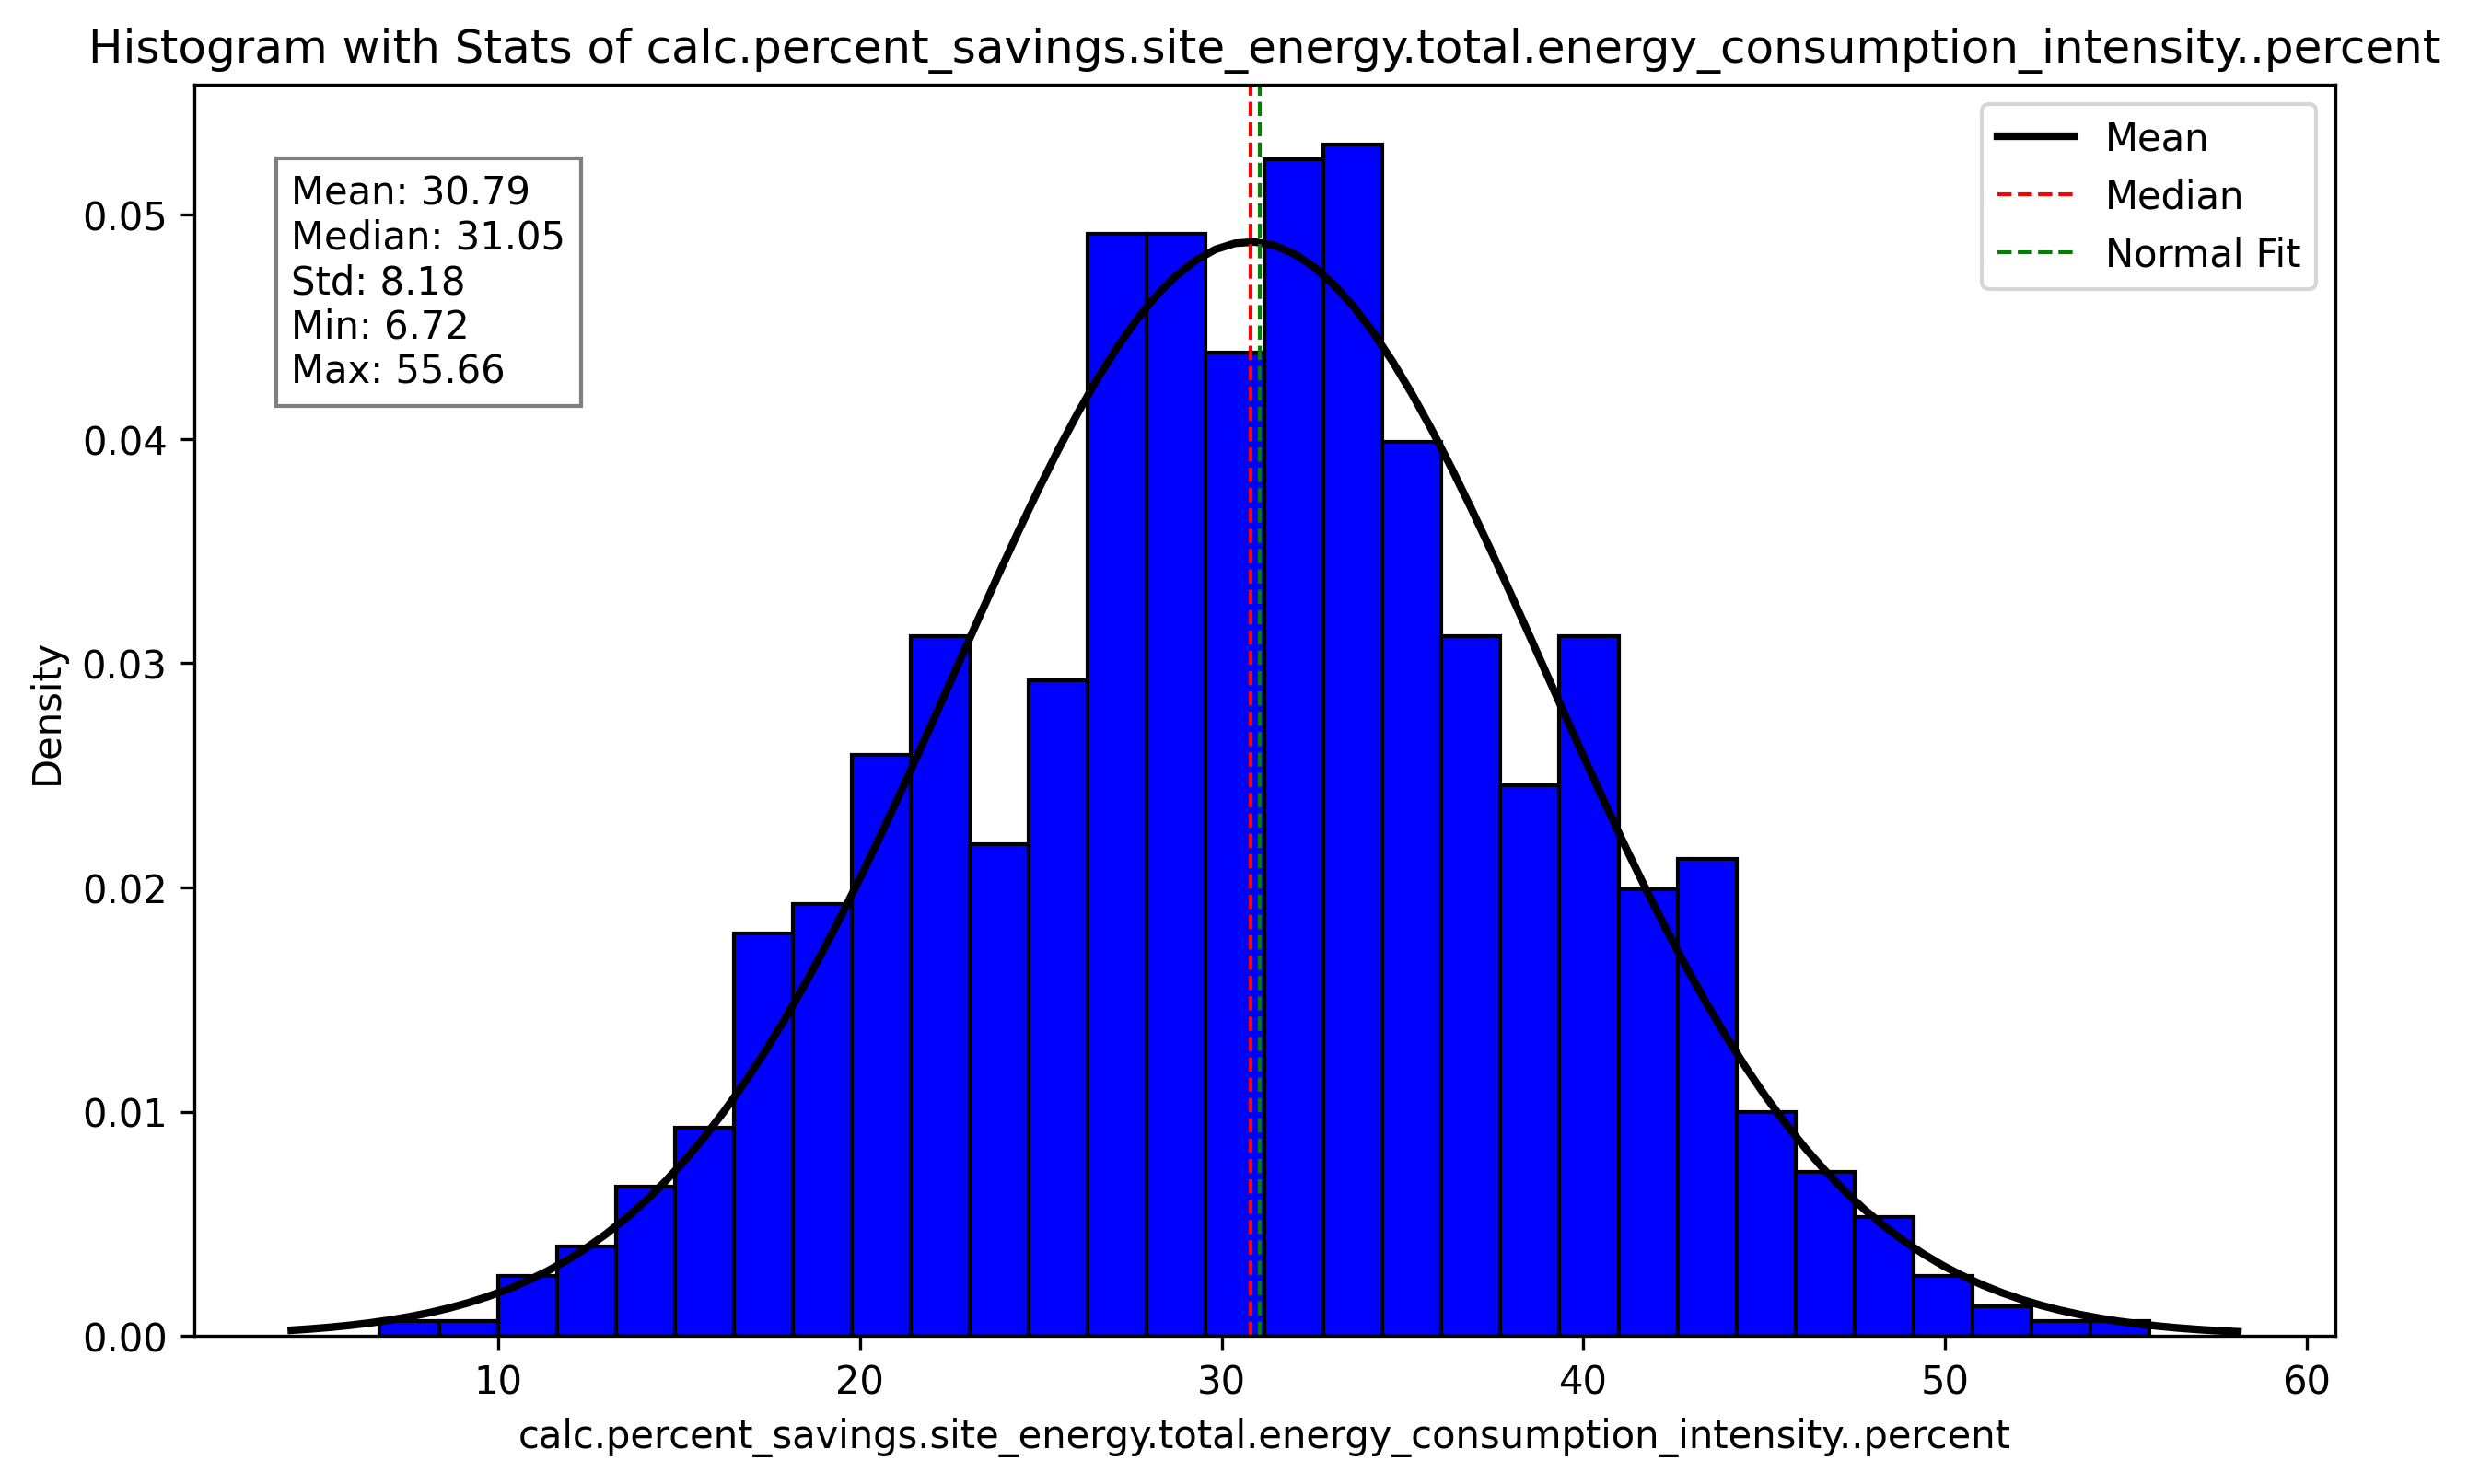 Histogram with Stats of calc.percent_savings.site_energy.total.energy_consumption_intensity..percent
Mean: 30.79
Median: 31.05
Std: 8.18
Min: 6.72
Max: 55.66
Mean
Median
Normal Fit
0.05
0.04
0.03
0.02
0.01
0.00
Density
10
20
30
40
50
60
calc.percent_savings.site_energy.total.energy_consumption_intensity..percent